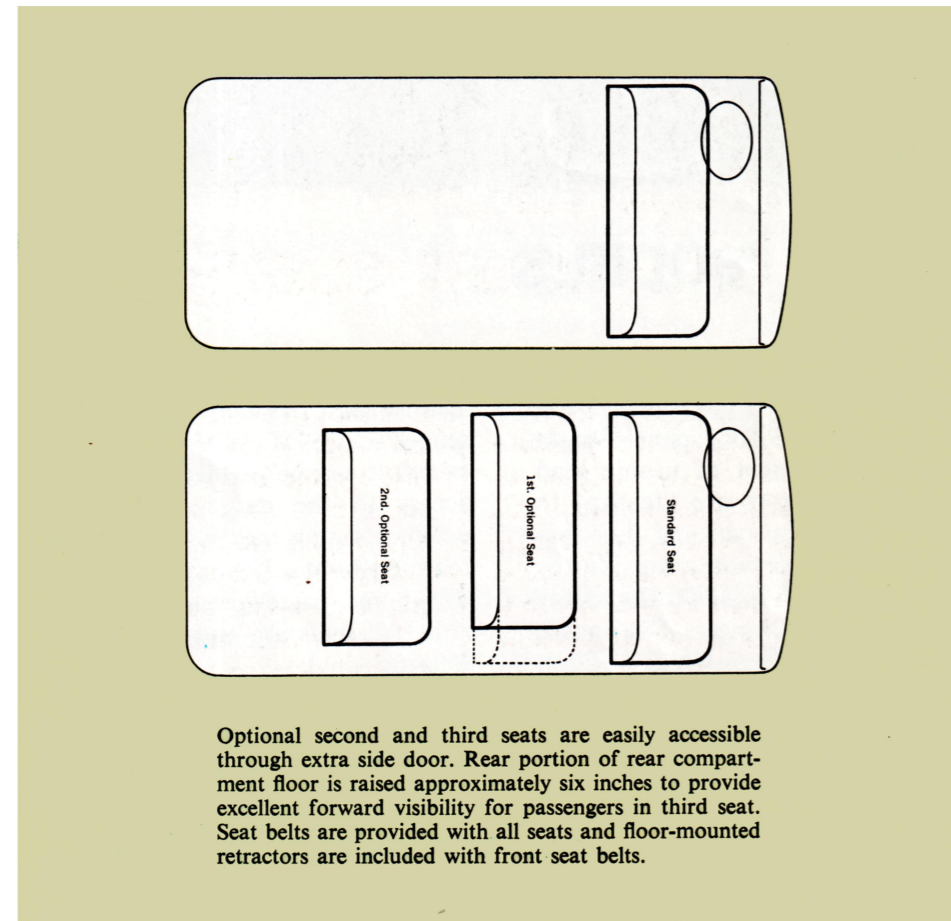 2nd. Optional Seat
1st. Optional Seat
Standard Seat
Optional second and third seats are easily accessible
through extra side door. Rear portion of rear compart-
ment floor is raised approximately six inches to provide
excellent forward visibility for passengers in third seat.
Seat belts are provided with all seats and floor-mounted
retractors are included with front seat belts.